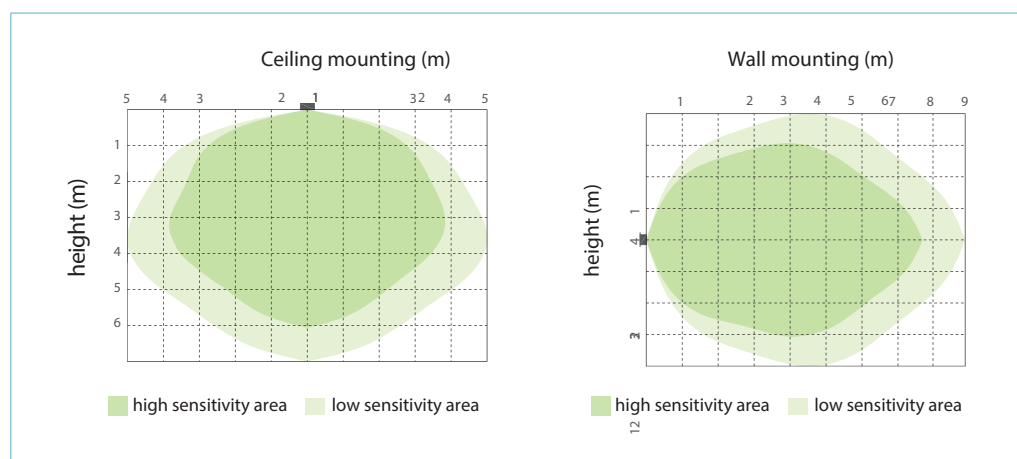 Ceiling mounting (m)
5 4 3 2 1 32 4 5
1
2
3
4
5
6
height (m)
high sensitivity area low sensitivity area
Wall mounting (m)
1 2 3 4 5 67 8 9
1
4
height (m)
high sensitivity area low sensitivity area
12